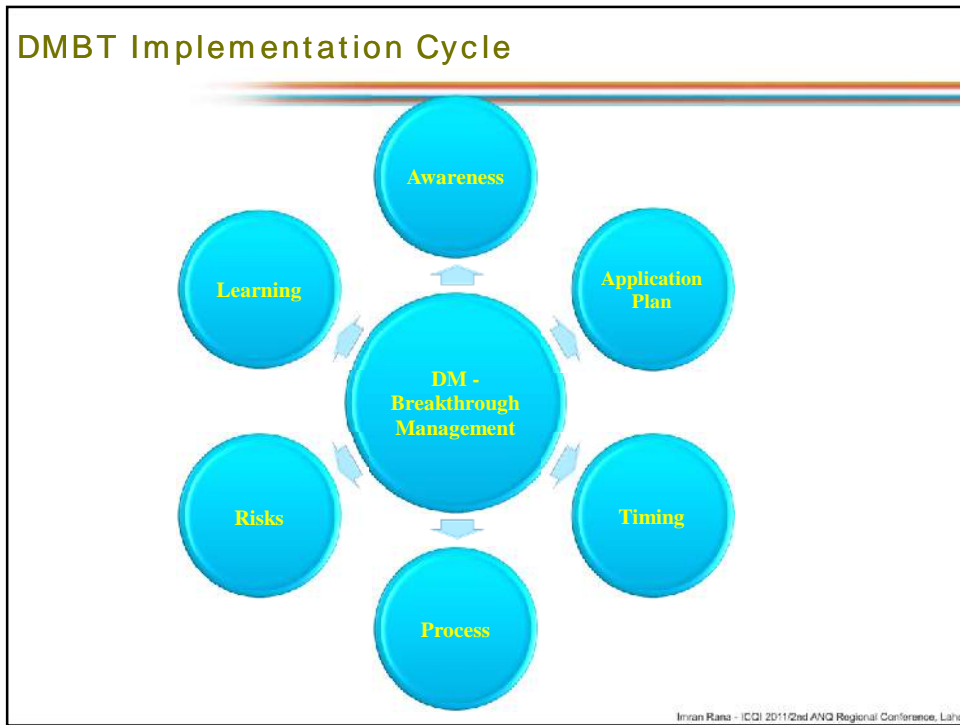 DMBT Implementation Cycle
Awareness
Application
Plan
Learning
DM -
Breakthrough
Management
Risks
Timing
Process
Imran Rana - ICQI 2011/2nd ANQ Regional Conference, Laho